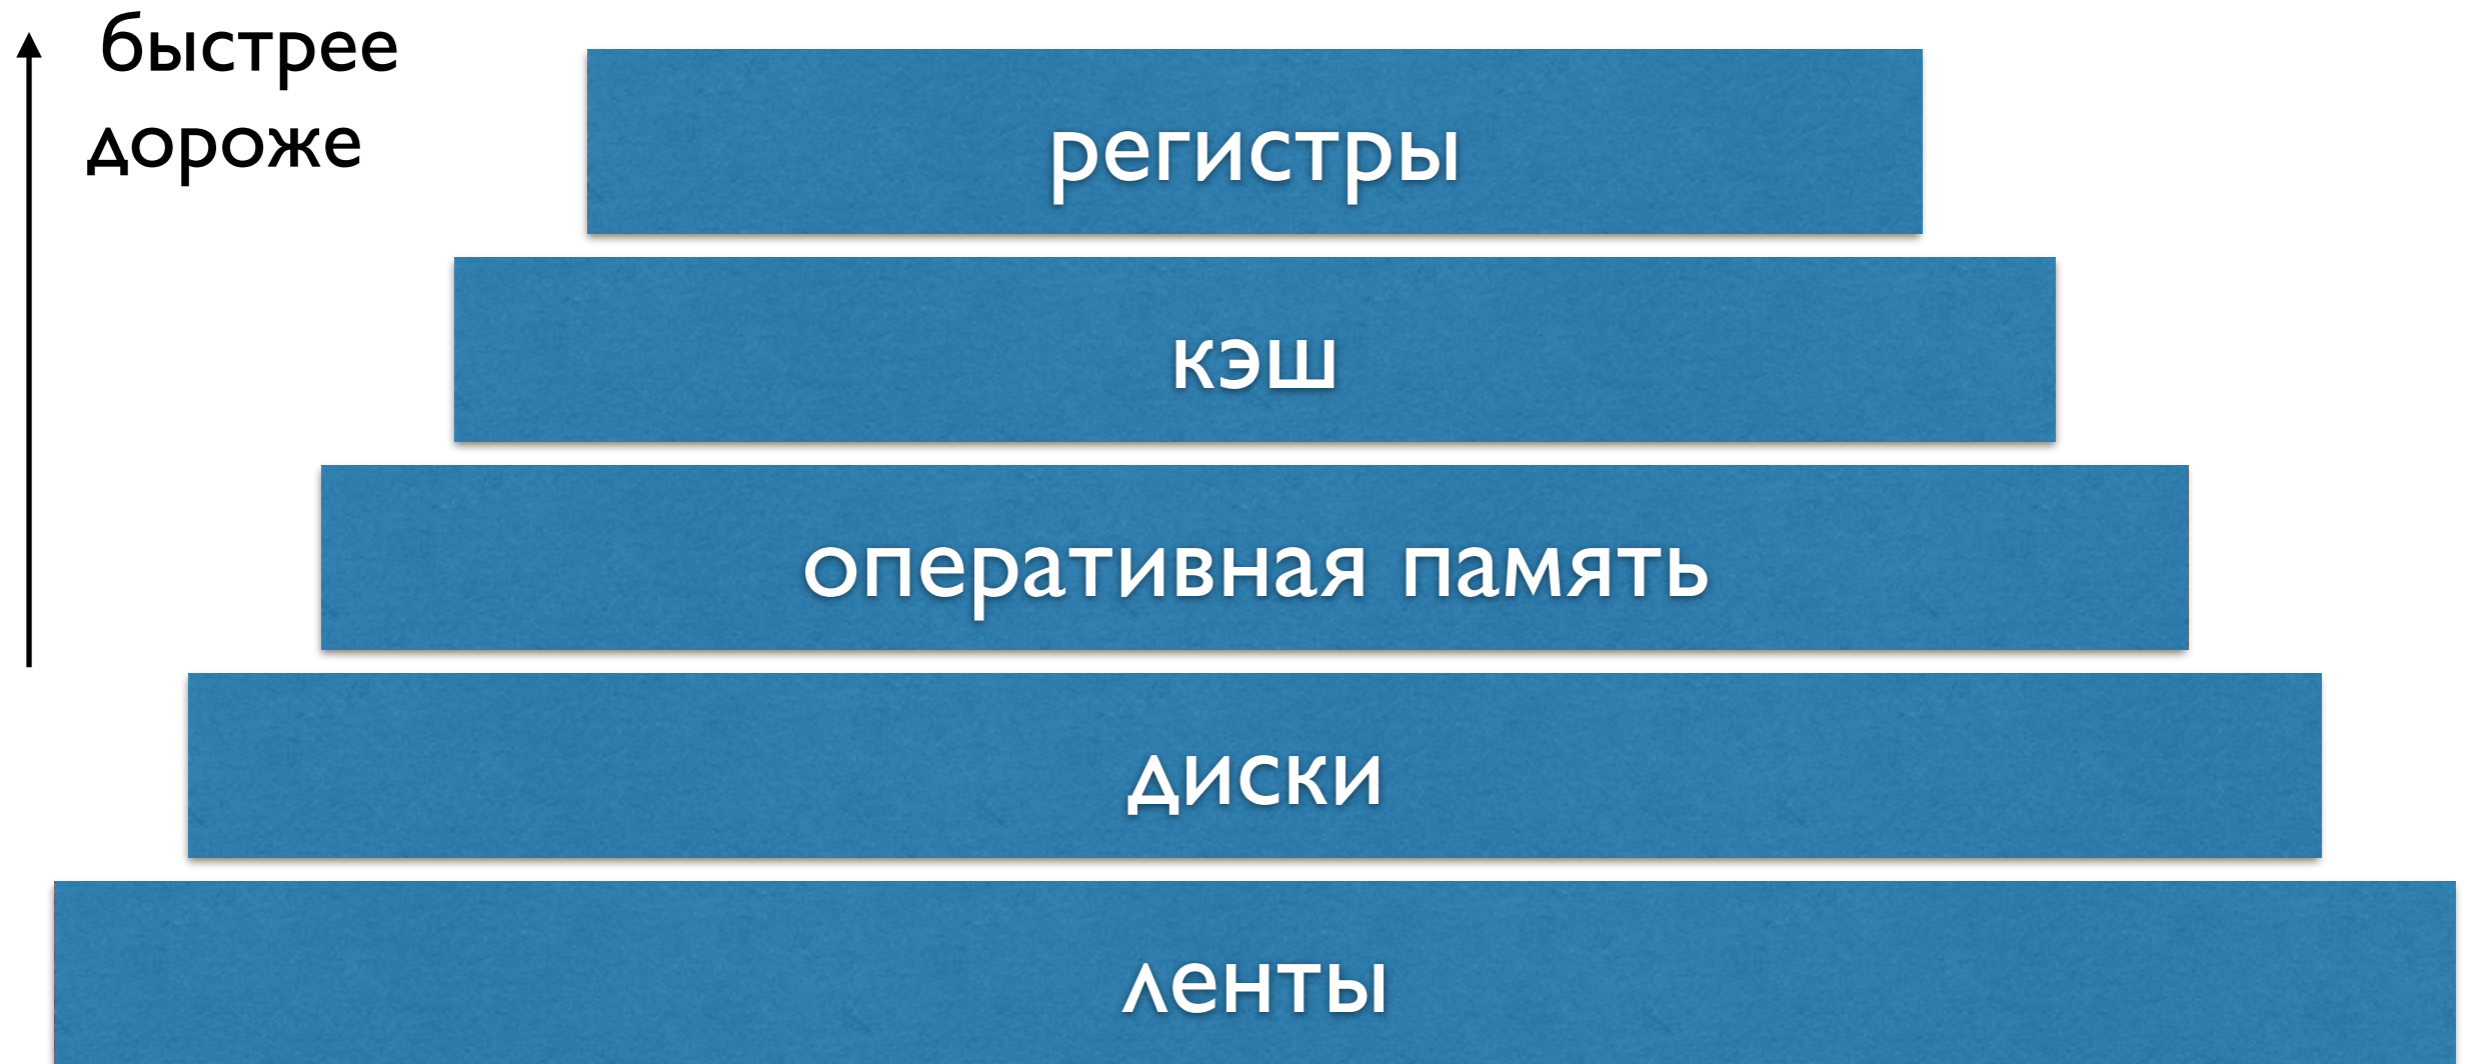 быстрее
дороже
регистры
кэш
оперативная память
диски
ленты